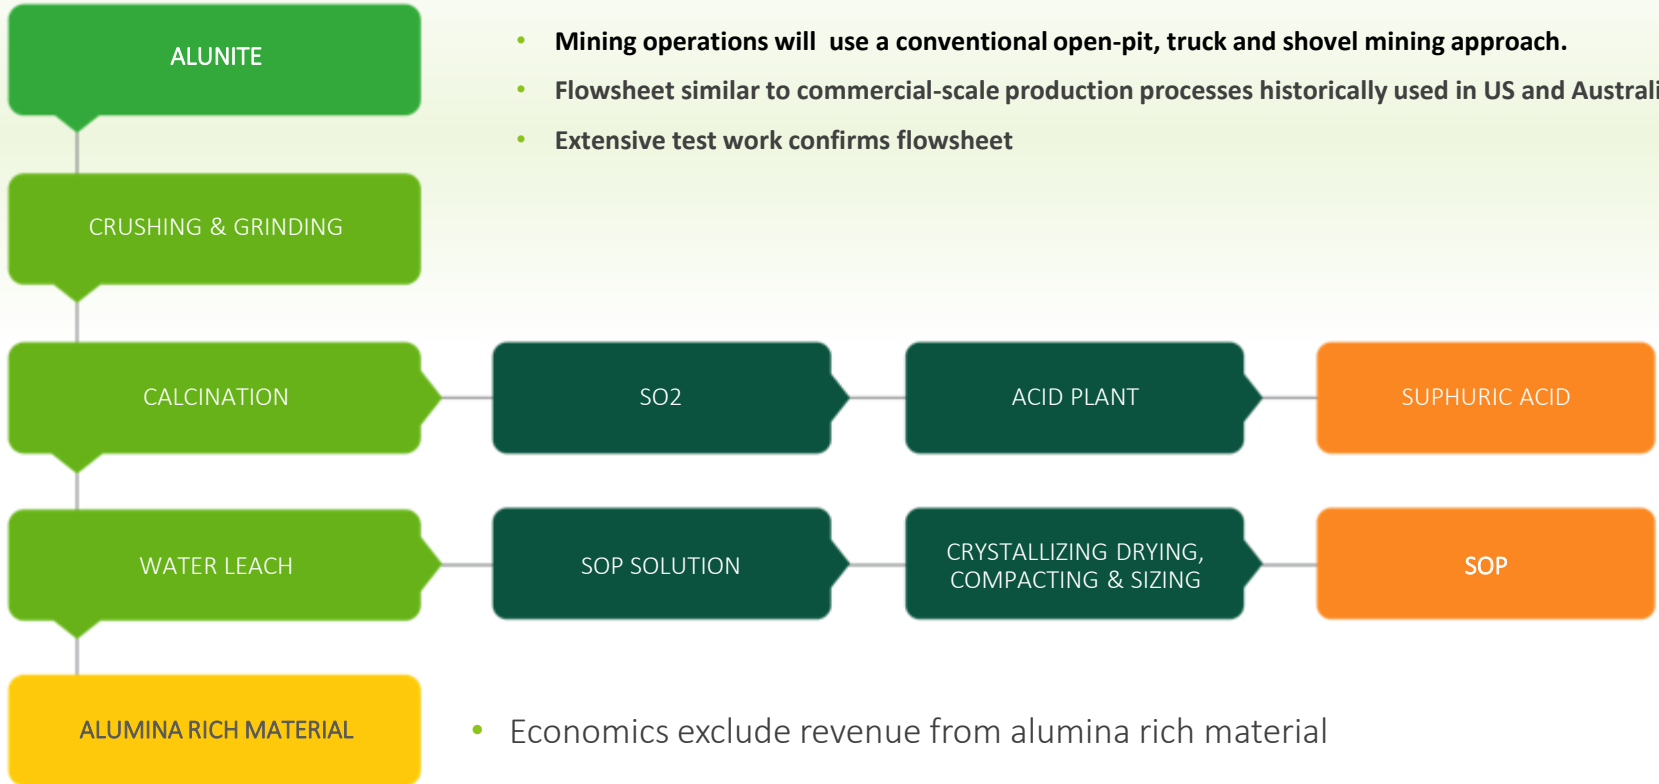 ALUNITE
• Mining operations will use a conventional open-pit, truck and shovel mining approach.
• Flowsheet similar to commercial-scale production processes historically used in US and Australi
• Extensive test work confirms flowsheet
CRUSHING & GRINDING
CALCINATION
SO2
ACID PLANT
SUPHURIC ACID
WATER LEACH
SOP SOLUTION
CRYSTALLIZING DRYING,
COMPACTING & SIZING
SOP
ALUMINA RICH MATERIAL
• Economics exclude revenue from alumina rich material